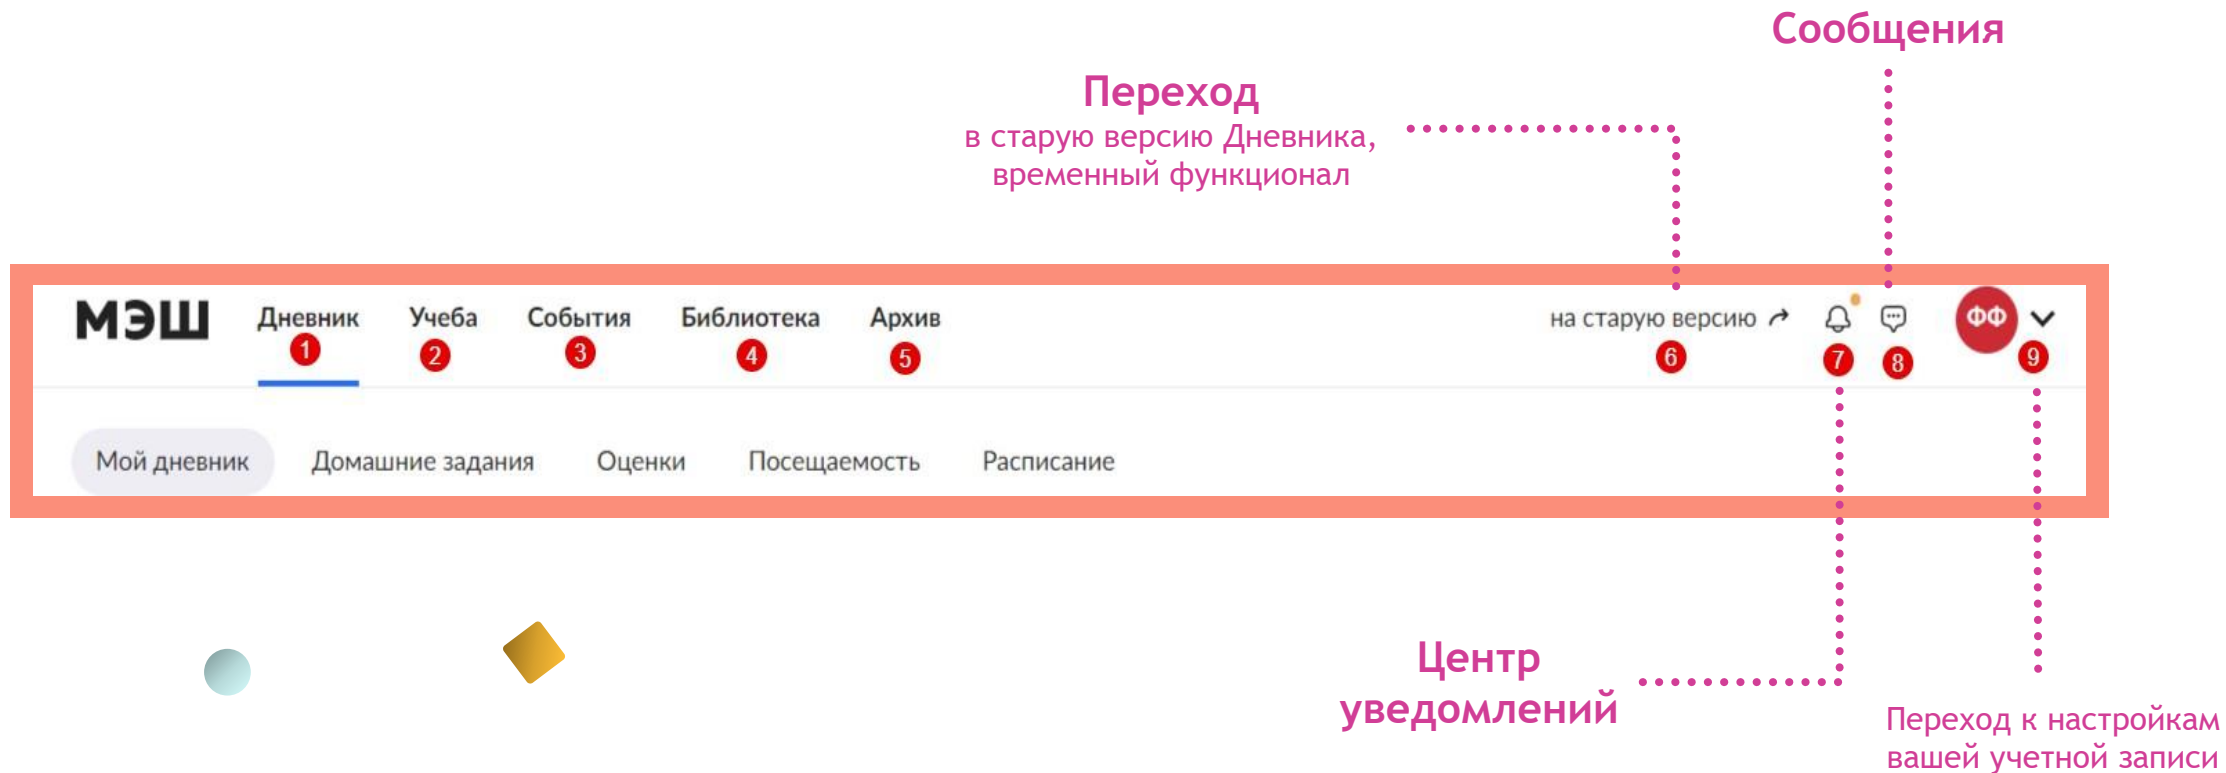 Сообщения
Переход
в старую версию Дневника,
временный функционал
МЭШ Дневник Учеба События Библиотека Архив на старую версию ФФ
1 2 3 4 5 6 7 8 9
Мой дневник Домашние задания Оценки Посещаемость Расписание
Центр
уведомлений
Переход к настройкам
вашей учетной записи